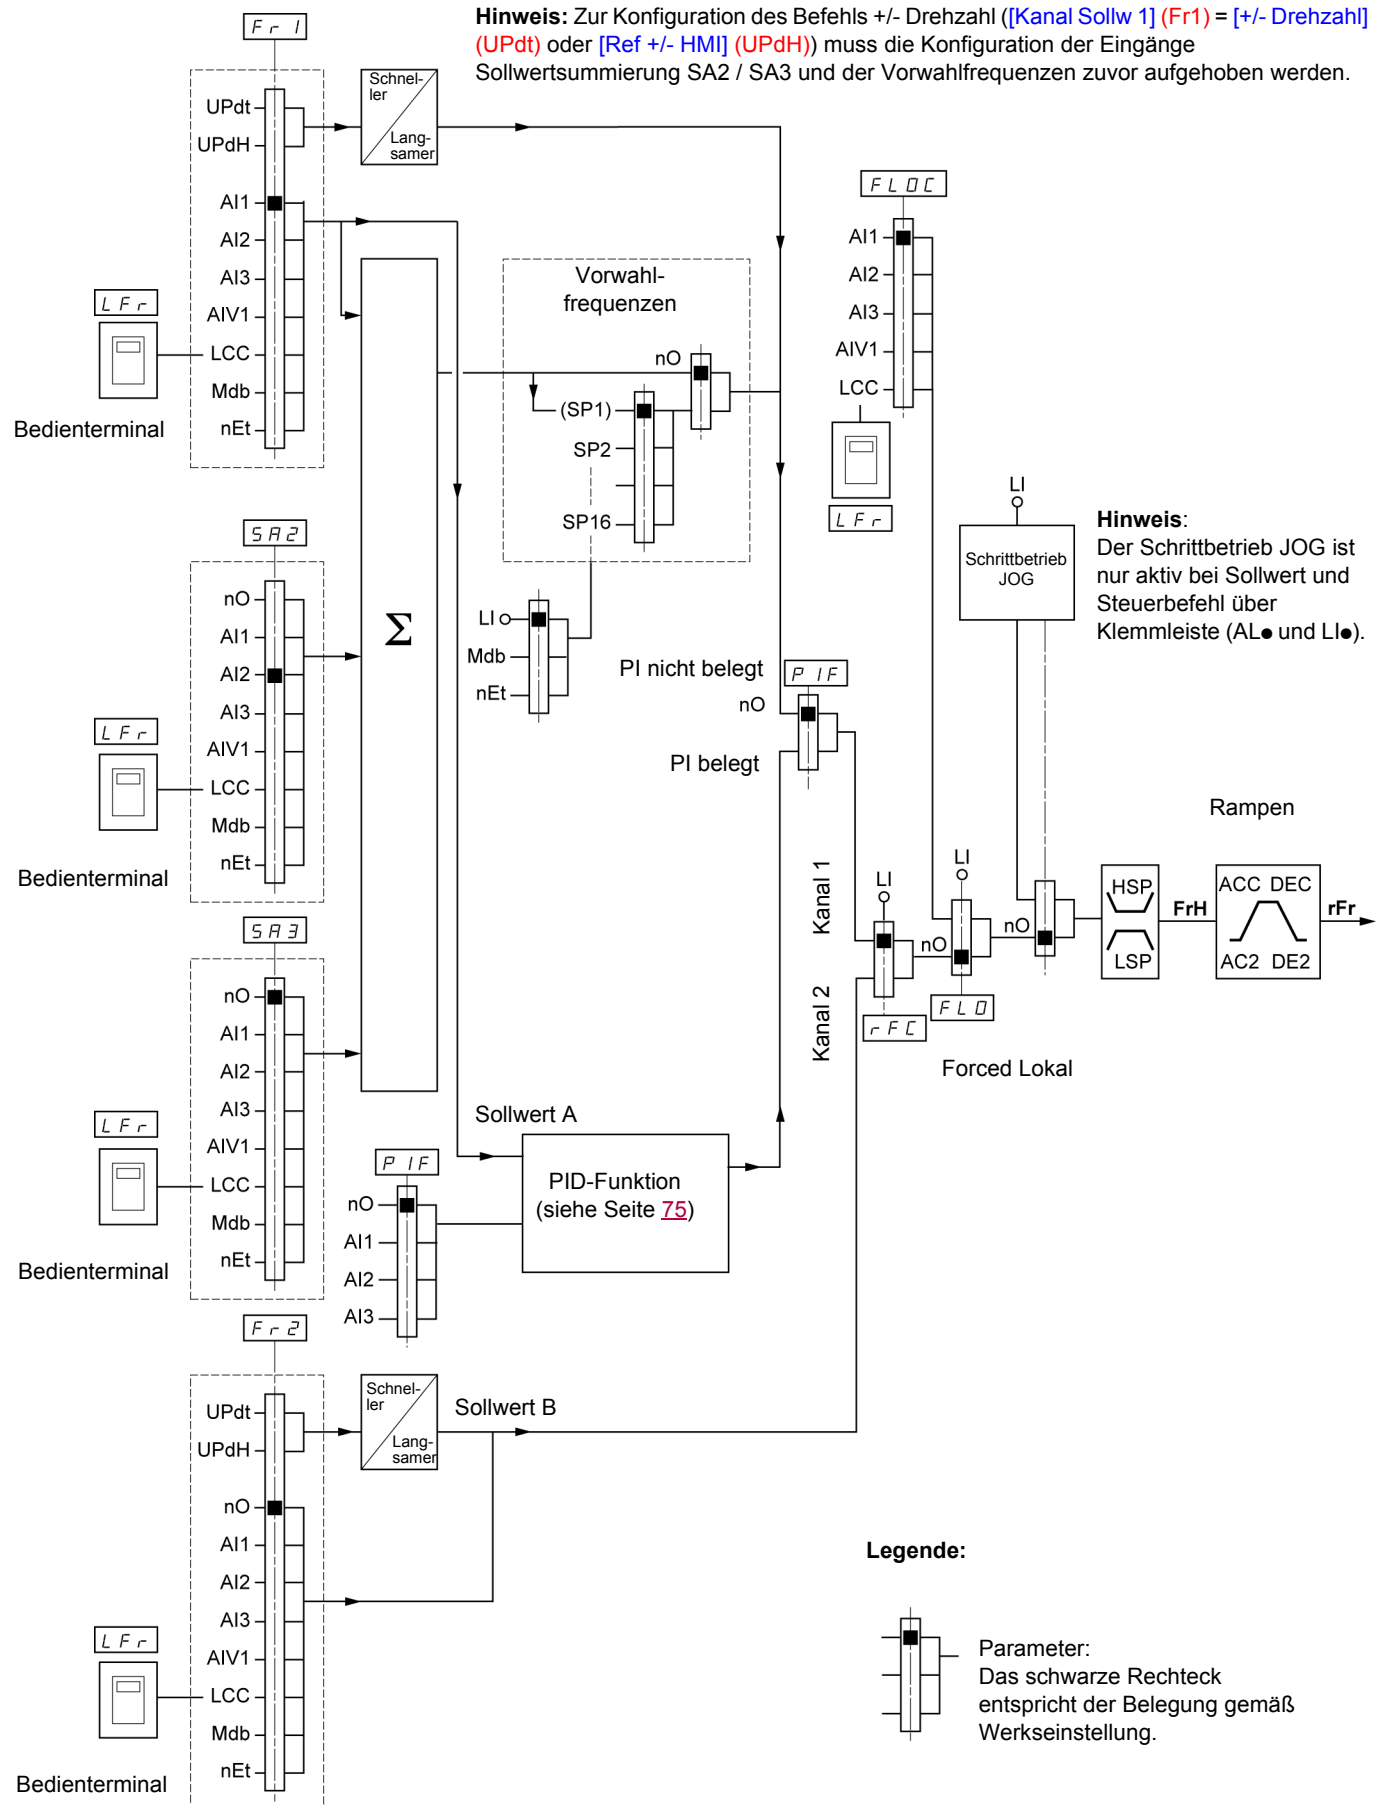 Hinweis: Zur Konfiguration des Befehls +/- Drehzahl ([Kanal Sollw 1] (Fr1) = [+/- Drehzahl]
(UPdt) oder [Ref +/- HMI] (UPdH)) muss die Konfiguration der Eingänge
Sollwertsummierung SA2 / SA3 und der Vorwahlfrequenzen zuvor aufgehoben werden.
Fr1
UPdt
UPdH
AI1
AI2
AI3
AIV1
LCC
Mdb
nEt
LFr
Bedienterminal
Schnel-
ler
Lang-
samer
Vorwahl-
frequenzen
nO
(SP1)
SP2
SP16
LI
Mdb
nEt
FLOC
AI1
AI2
AI3
AIV1
LCC
LFr
LI
Schrittbetrieb
JOG
Hinweis:
Der Schrittbetrieb JOG ist
nur aktiv bei Sollwert und
Steuerbefehl über
Klemmleiste (AL● und LI●).
SA2
nO
AI1
AI2
AI3
AIV1
LCC
Mdb
nEt
LFr
Bedienterminal
Σ
PI nicht belegt
PIF
nO
PI belegt
Kanal 1
Kanal 2
LI
rFC
nO
LI
FLO
Forced Lokal
nO
Rampen
HSP
LSP
FrH
ACC DEC
AC2 DE2
rFr
SA3
nO
AI1
AI2
AI3
AIV1
LCC
Mdb
nEt
LFr
Bedienterminal
Sollwert A
PIF
nO
AI1
AI2
AI3
PID-Funktion
(siehe Seite 75)
Fr2
UPdt
UPdH
nO
AI1
AI2
AI3
AIV1
LCC
Mdb
nEt
LFr
Bedienterminal
Schnel-
ler
Lang-
samer
Sollwert B
Legende:
Parameter:
Das schwarze Rechteck
entspricht der Belegung gemäß
Werkseinstellung.